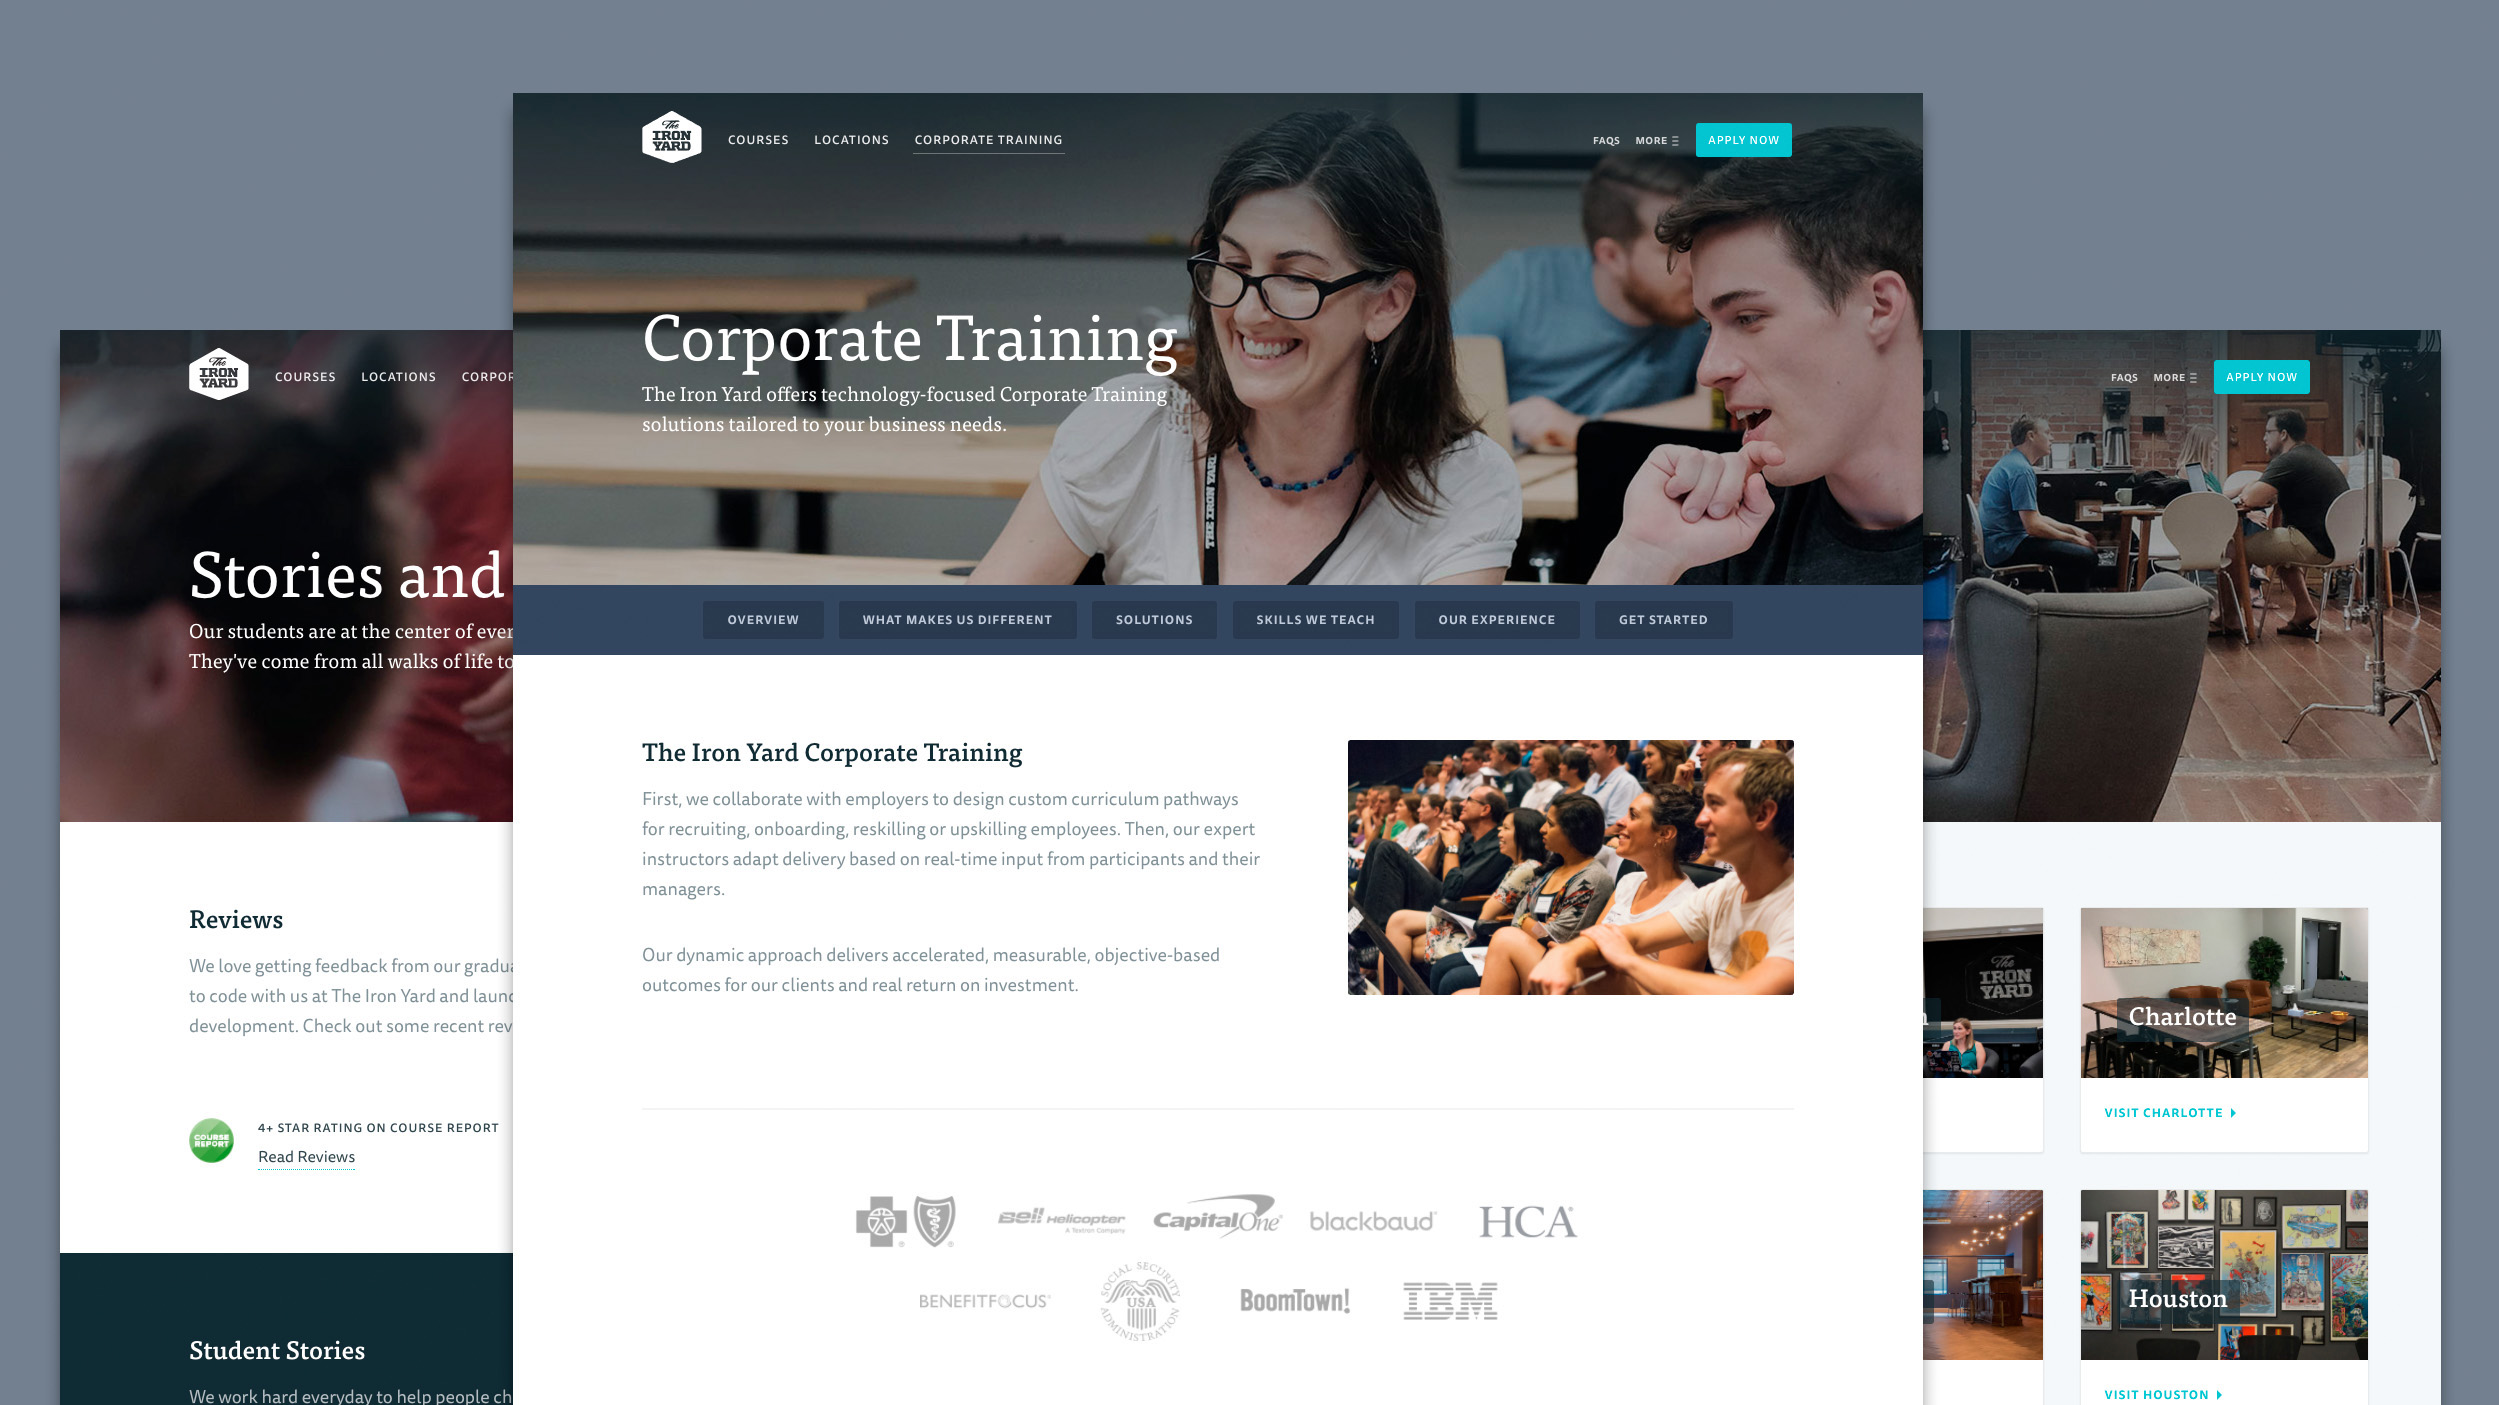 The
IRON
YARD
COURSES
LOCATIONS
CORPORATE TRAINING
FAQS
MORE
APPLY NOW
Corporate Training
The Iron Yard offers technology-focused Corporate Training
solutions tailored to your business needs.
THE IRON YARD
OVERVIEW
WHAT MAKES US DIFFERENT
SOLUTIONS
SKILLS WE TEACH
OUR EXPERIENCE
GET STARTED
The Iron Yard Corporate Training
First, we collaborate with employers to design custom curriculum pathways
for recruiting, onboarding, reskilling or upskilling employees. Then, our expert
instructors adapt delivery based on real-time input from participants and their
managers.
Our dynamic approach delivers accelerated, measurable, objective-based
outcomes for our clients and real return on investment.
Bell Helicopter
A Textron Company
Capital One
blackbaud
HCA
BENEFITFOCUS
SOCIAL SECURITY
ADMINISTRATION
USA
BoomTown!
IBM
The
IRON
YARD
COURSES
LOCATIONS
CORPOR
Stories and
Our students are at the center of ever
They've come from all walks of life to
Reviews
We love getting feedback from our gradu
to code with us at The Iron Yard and laun
development. Check out some recent rev
COURSE
REPORT
4+ STAR RATING ON COURSE REPORT
Read Reviews
Student Stories
We work hard everyday to help people ch
FAQS
MORE
APPLY NOW
The
IRON
YARD
Charlotte
VISIT CHARLOTTE
Houston
VISIT HOUSTON